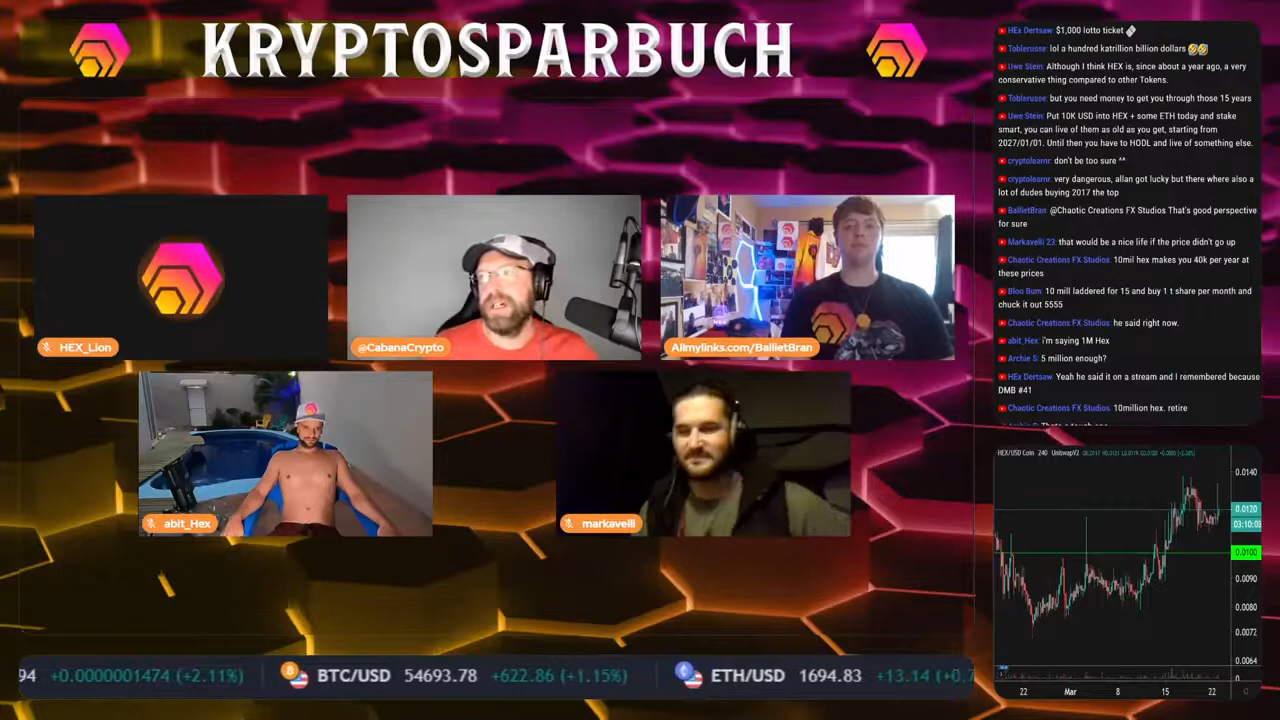 KRYPTOSPARBUCH
HEX_Lion
@CabanaCrypto
Allmylinks.com/BallietBran
abit_Hex
markavelli
HEx Dertsaw: $1,000 lotto ticket
Toblerusse: lol a hundred katrillion billion dollars
Uwe Stein: Although I think HEX is, since about a year ago, a very
conservative thing compared to other Tokens.
Toblerusse: but you need money to get you through those 15 years
Uwe Stein: Put 10K USD into HEX + some ETH today and stake
smart, you can live of them as old as you get, starting from
2027/01/01. Until then you have to HODL and live of something else.
cryptolearnr: don't be too sure ^^
cryptolearnr: very dangerous, allan got lucky but there where also a
lot of dudes buying 2017 the top
BallietBran: @Chaotic Creations FX Studios That's good perspective
for sure
Markavelli 23: that would be a nice life if the price didn't go up
Chaotic Creations FX Studios: 10mil hex makes you 40k per year at
these prices
Bloo Bum: 10 mill laddered for 15 and buy 1 t share per month and
chuck it out 5555
Chaotic Creations FX Studios: he said right now.
abit_Hex: i'm saying 1M Hex
Archie S: 5 million enough?
HEx Dertsaw: Yeah he said it on a stream and I remembered because
DMB #41
Chaotic Creations FX Studios: 10million hex. retire
HEX/USD Coin 240 UniswapV2
0.0140
0.0120
03:10:03
0.0100
0.0090
0.0080
0.0072
0.0064
0
22 Mar 8 15 22
94 +0.0000001474 (+2.11%) BTC/USD 54693.78 +622.86 (+1.15%) ETH/USD 1694.83 +13.14